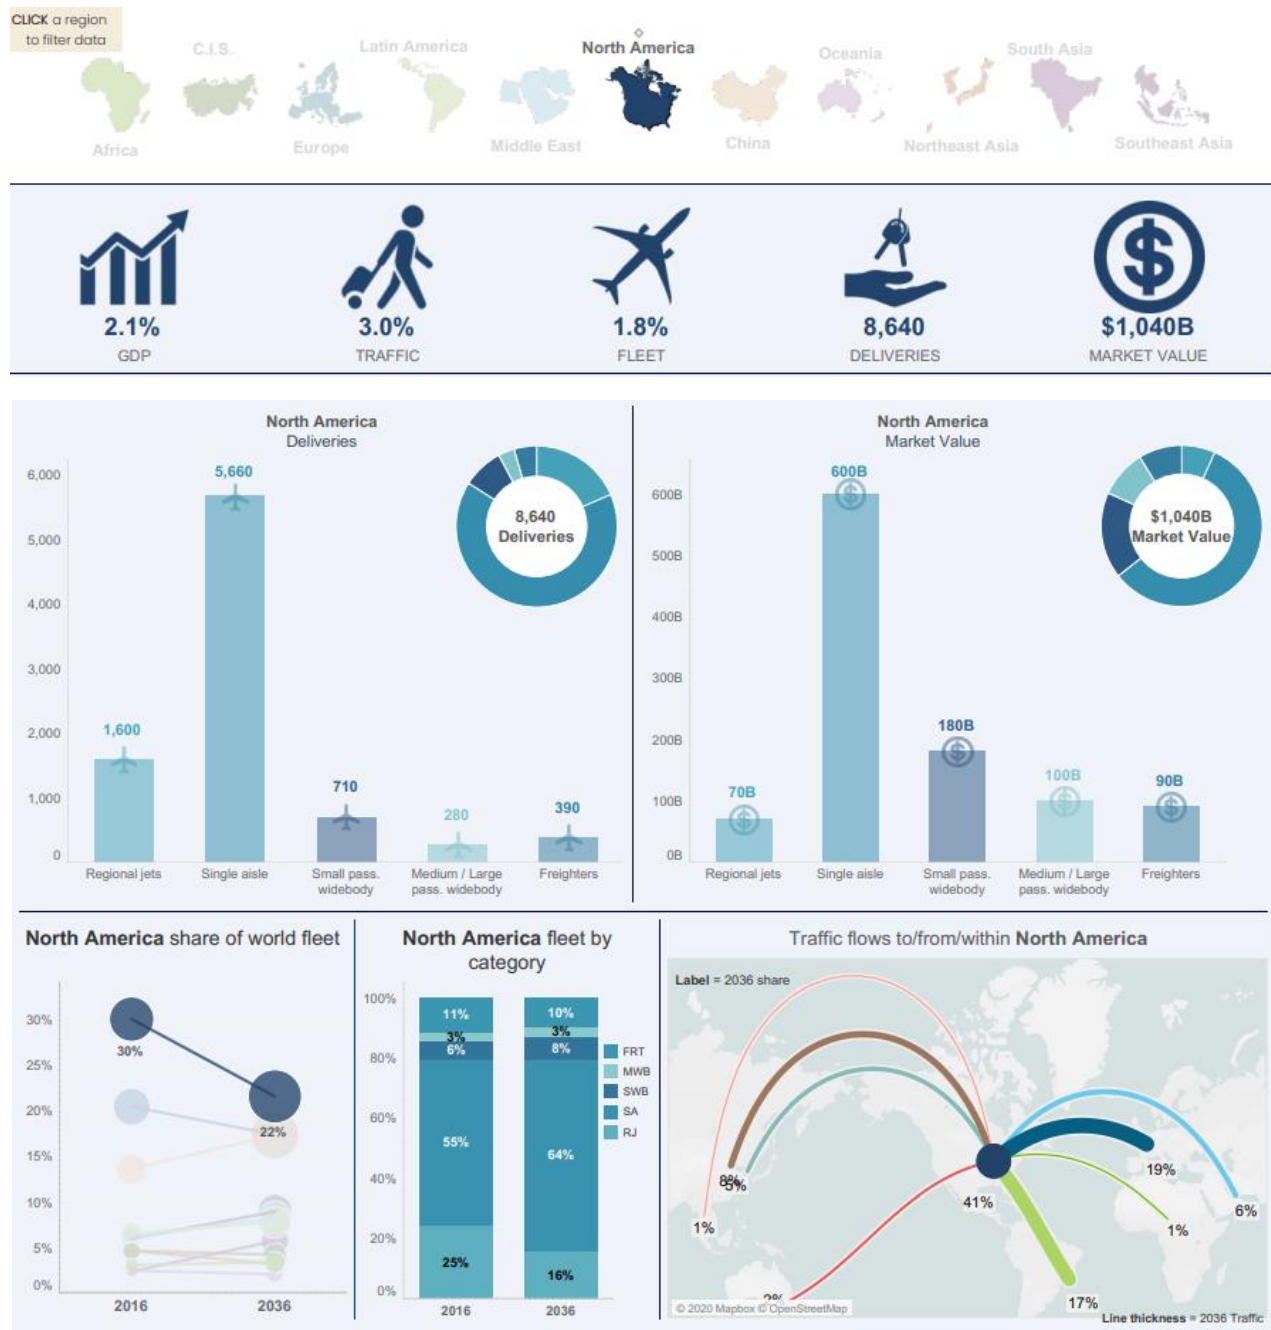 CLICK a region
to filter data
C.I.S.
Latin America
North America
Oceania
South Asia
Africa
Europe
Middle East
China
Northeast Asia
Southeast Asia
2.1%
GDP
3.0%
TRAFFIC
1.8%
FLEET
8,640
DELIVERIES
$1,040B
MARKET VALUE
North America
Deliveries
6,000
5,000
4,000
3,000
2,000
1,000
0
1,600
5,660
710
280
390
8,640
Deliveries
Regional jets
Single aisle
Small pass.
widebody
Medium / Large
pass. widebody
Freighters
North America
Market Value
600B
500B
400B
300B
200B
100B
0B
70B
600B
180B
100B
90B
$1,040B
Market Value
Regional jets
Single aisle
Small pass.
widebody
Medium / Large
pass. widebody
Freighters
North America share of world fleet
30%
25%
20%
15%
10%
5%
0%
30%
22%
2016
2036
North America fleet by
category
100%
80%
60%
40%
20%
0%
11%
3%
6%
55%
25%
10%
3%
8%
64%
16%
2016
2036
FRT
MWB
SWB
SA
RJ
Traffic flows to/from/within North America
Label = 2036 share
8%
5%
1%
41%
19%
6%
1%
17%
© 2020 Mapbox © OpenStreetMap
Line thickness = 2036 Traffic